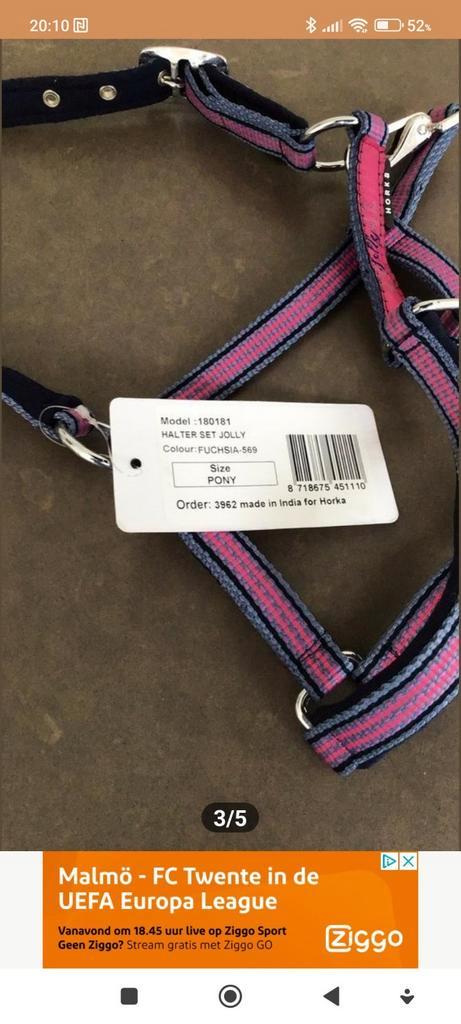 20:10
52%
HORKA
Jolly
Model :180181
HALTER SET JOLLY
Colour:FUCHSIA-569
Size
PONY
8 718675 451110
Order: 3962 made in India for Horka
3/5
Malmö - FC Twente in de
UEFA Europa League
Vanavond om 18.45 uur live op Ziggo Sport
Geen Ziggo? Stream gratis met Ziggo GO
Ziggo